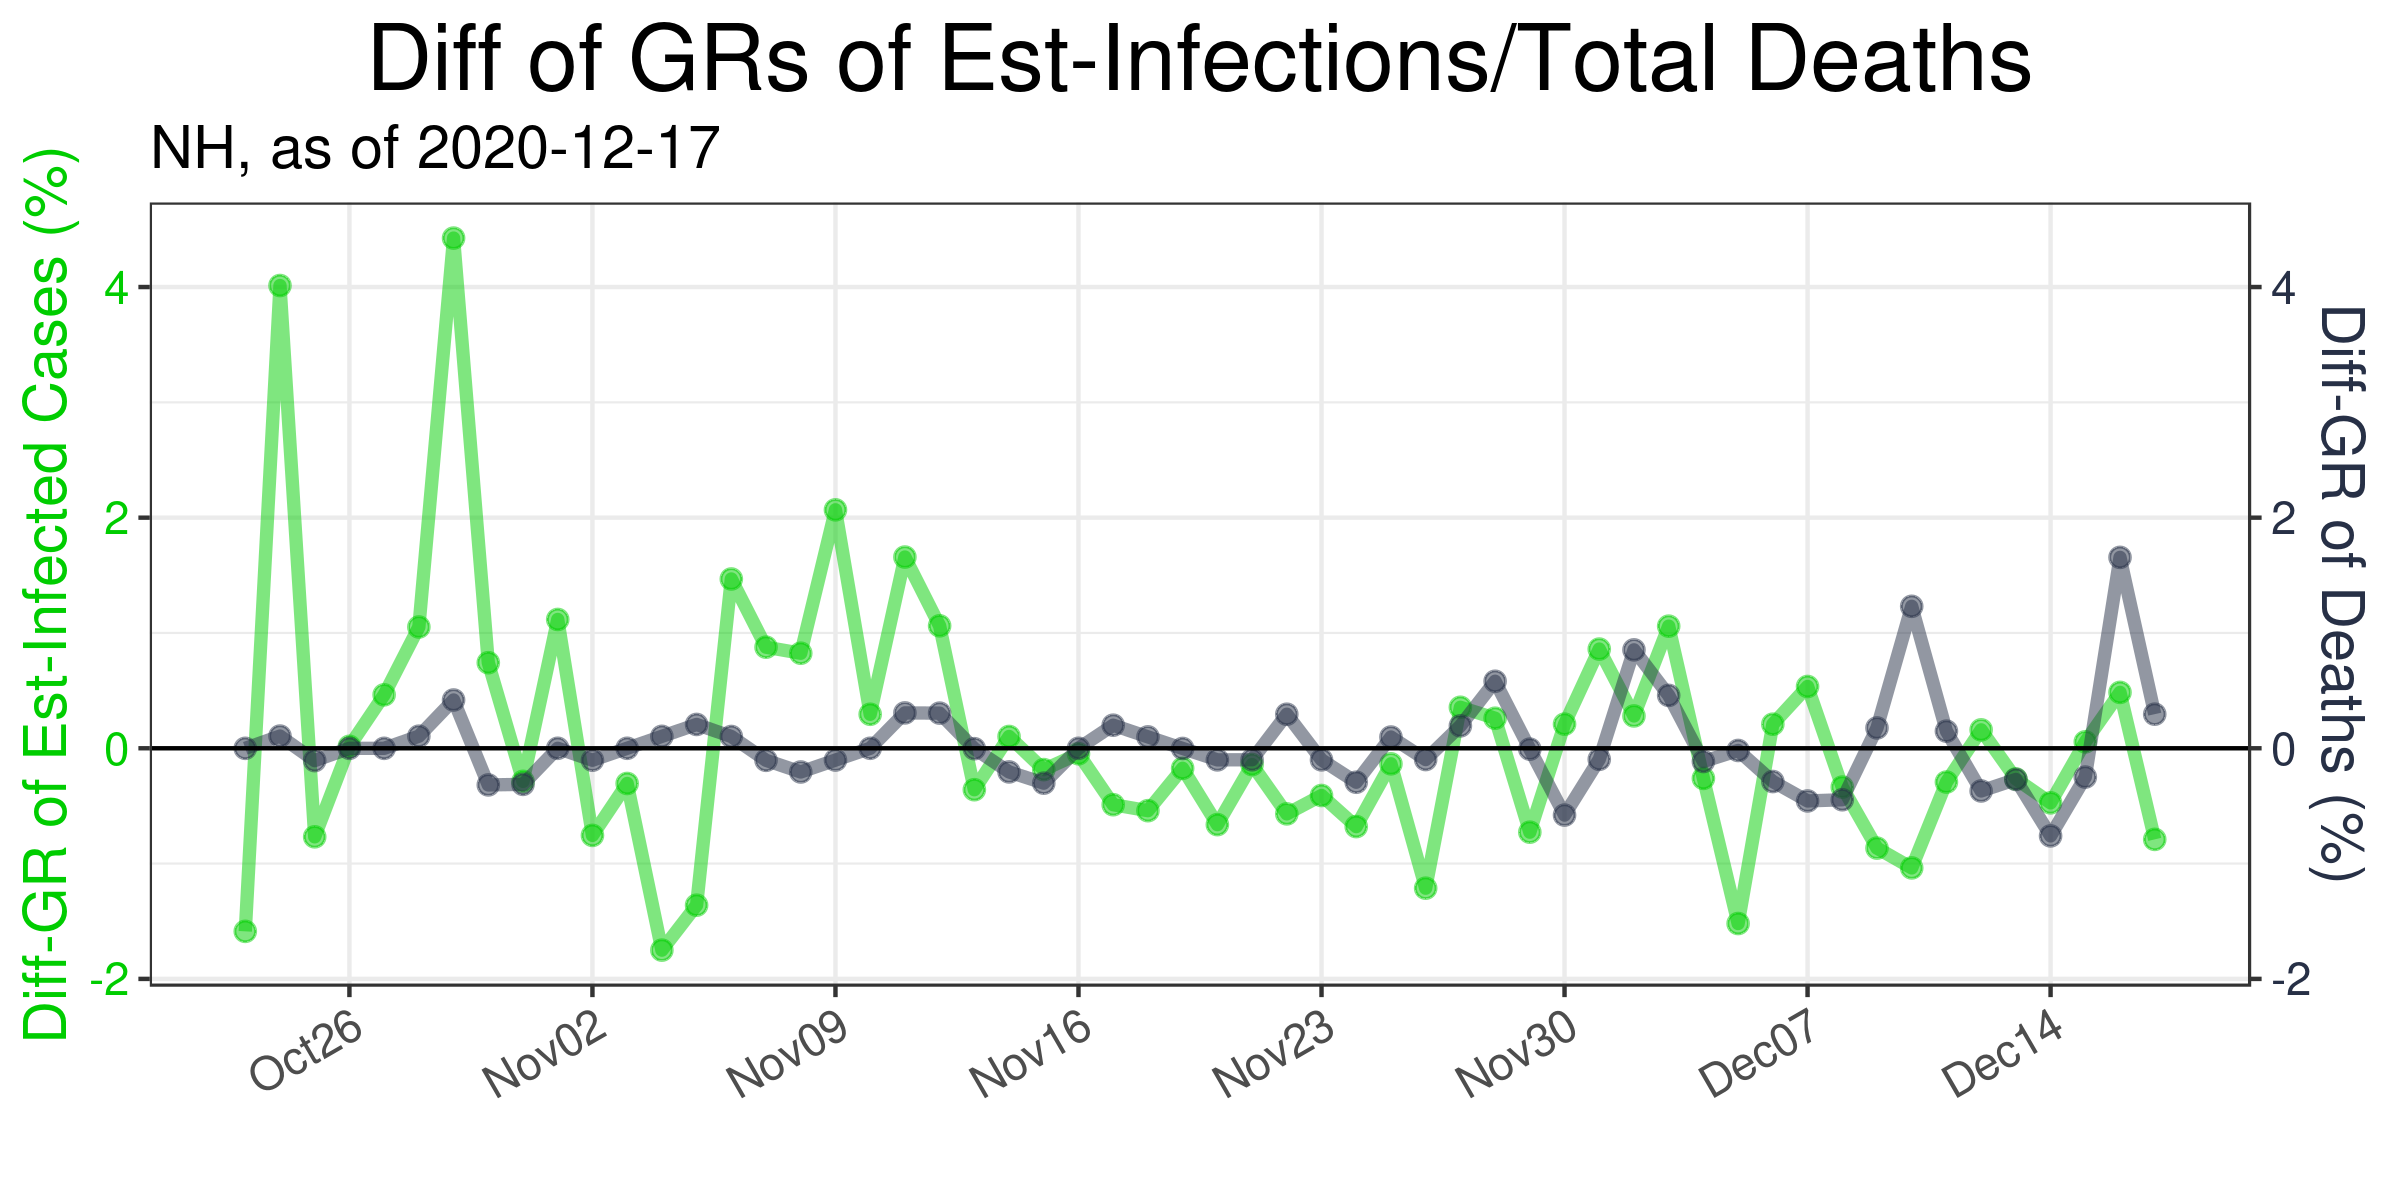 Diff of GRs of Est-Infections/Total Deaths
NH, as of 2020-12-17
Diff-GR of Est-Infected Cases (%)
4
2
0
-2
4
2
0
-2
Diff-GR of Deaths (%)
Oct26
Nov02
Nov09
Nov16
Nov23
Nov30
Dec07
Dec14